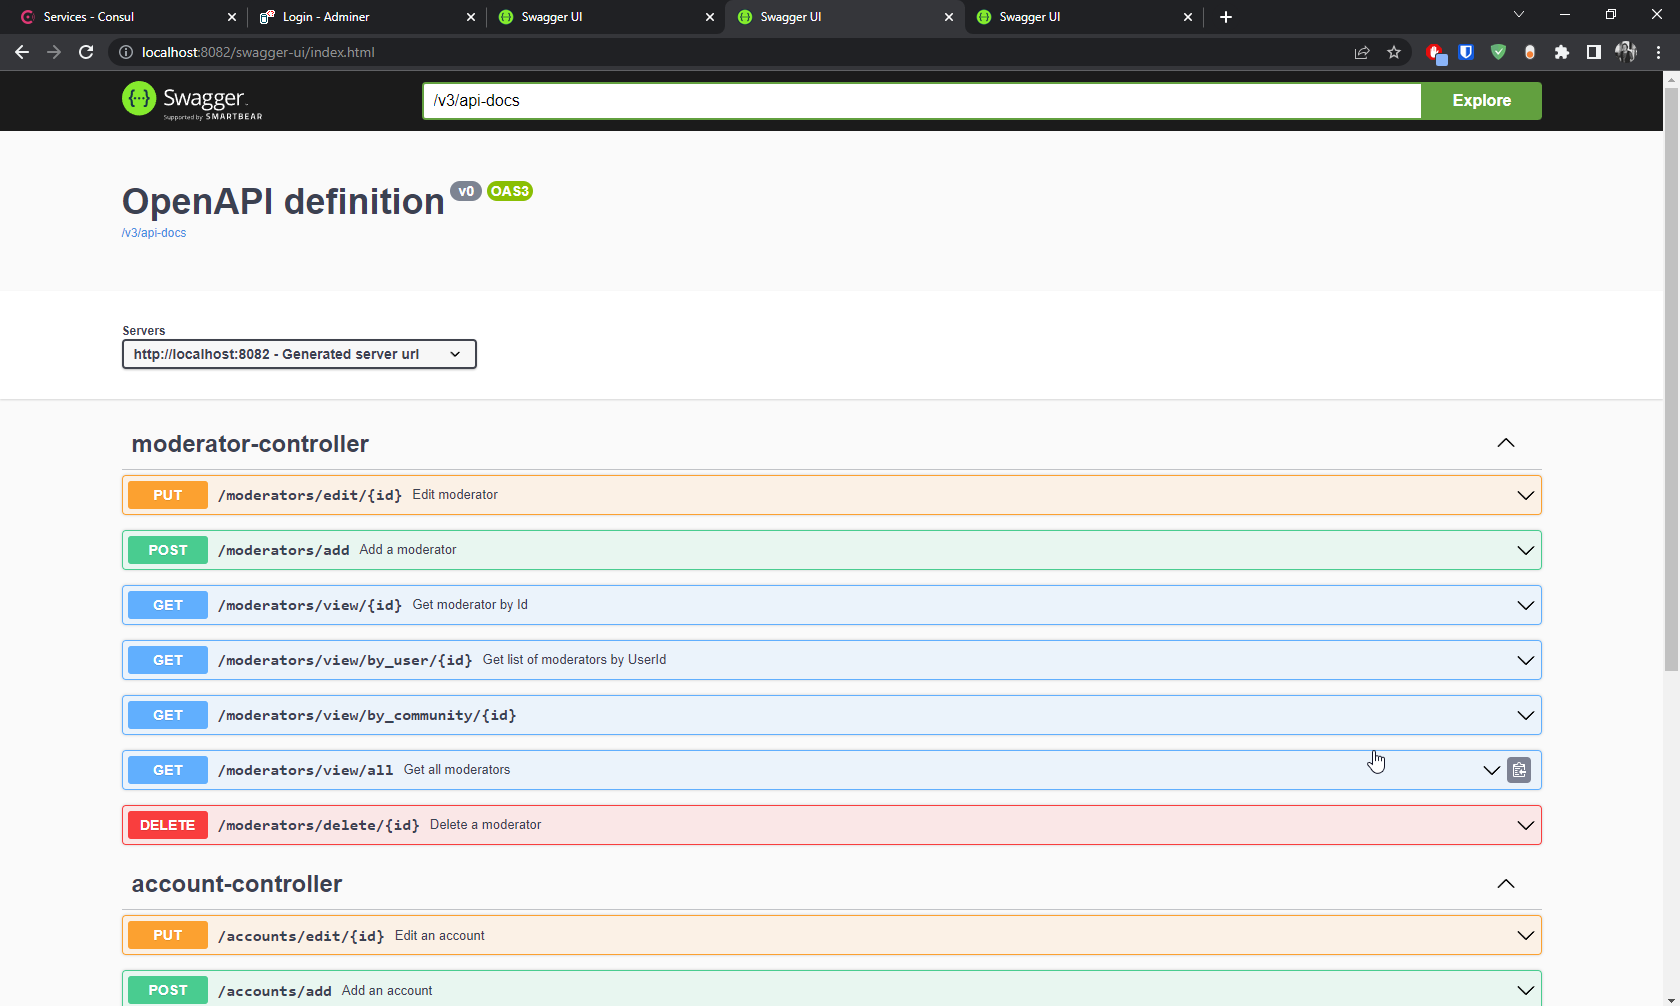 Services - Consul
Login - Adminer
Swagger UI
Swagger UI
Swagger UI
localhost:8082/swagger-ui/index.html
Swagger
Supported by SMARTBEAR
/v3/api-docs
Explore
OpenAPI definition v0 OAS3
/v3/api-docs
Servers
http://localhost:8082 - Generated server url
moderator-controller
PUT /moderators/edit/{id} Edit moderator
POST /moderators/add Add a moderator
GET /moderators/view/{id} Get moderator by Id
GET /moderators/view/by_user/{id} Get list of moderators by UserId
GET /moderators/view/by_community/{id}
GET /moderators/view/all Get all moderators
DELETE /moderators/delete/{id} Delete a moderator
account-controller
PUT /accounts/edit/{id} Edit an account
POST /accounts/add Add an account